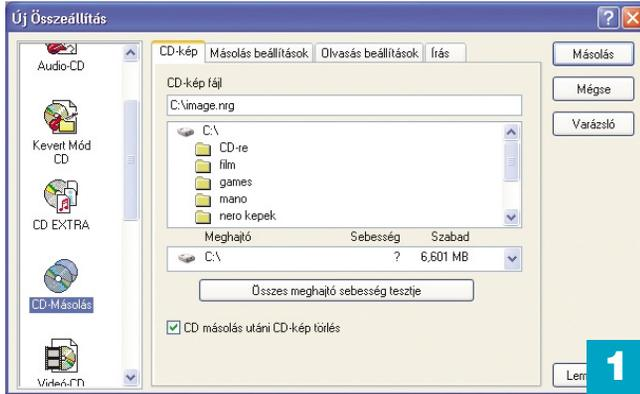 Új Összeállítás
Audio-CD
Kevert Mód
CD
CD EXTRA
CD-Másolás
Videó-CD
CD-kép
Másolás beállítások
Olvasás beállítások
Írás
CD-kép fájl
C:\image.nrg
C:\
CD-re
film
games
mano
nero kepek
Meghajtó Sebesség Szabad
C:\ ? 6,601 MB
Összes meghajtó sebesség tesztje
CD másolás utáni CD-kép törlés
Másolás
Mégse
Varázsló
1